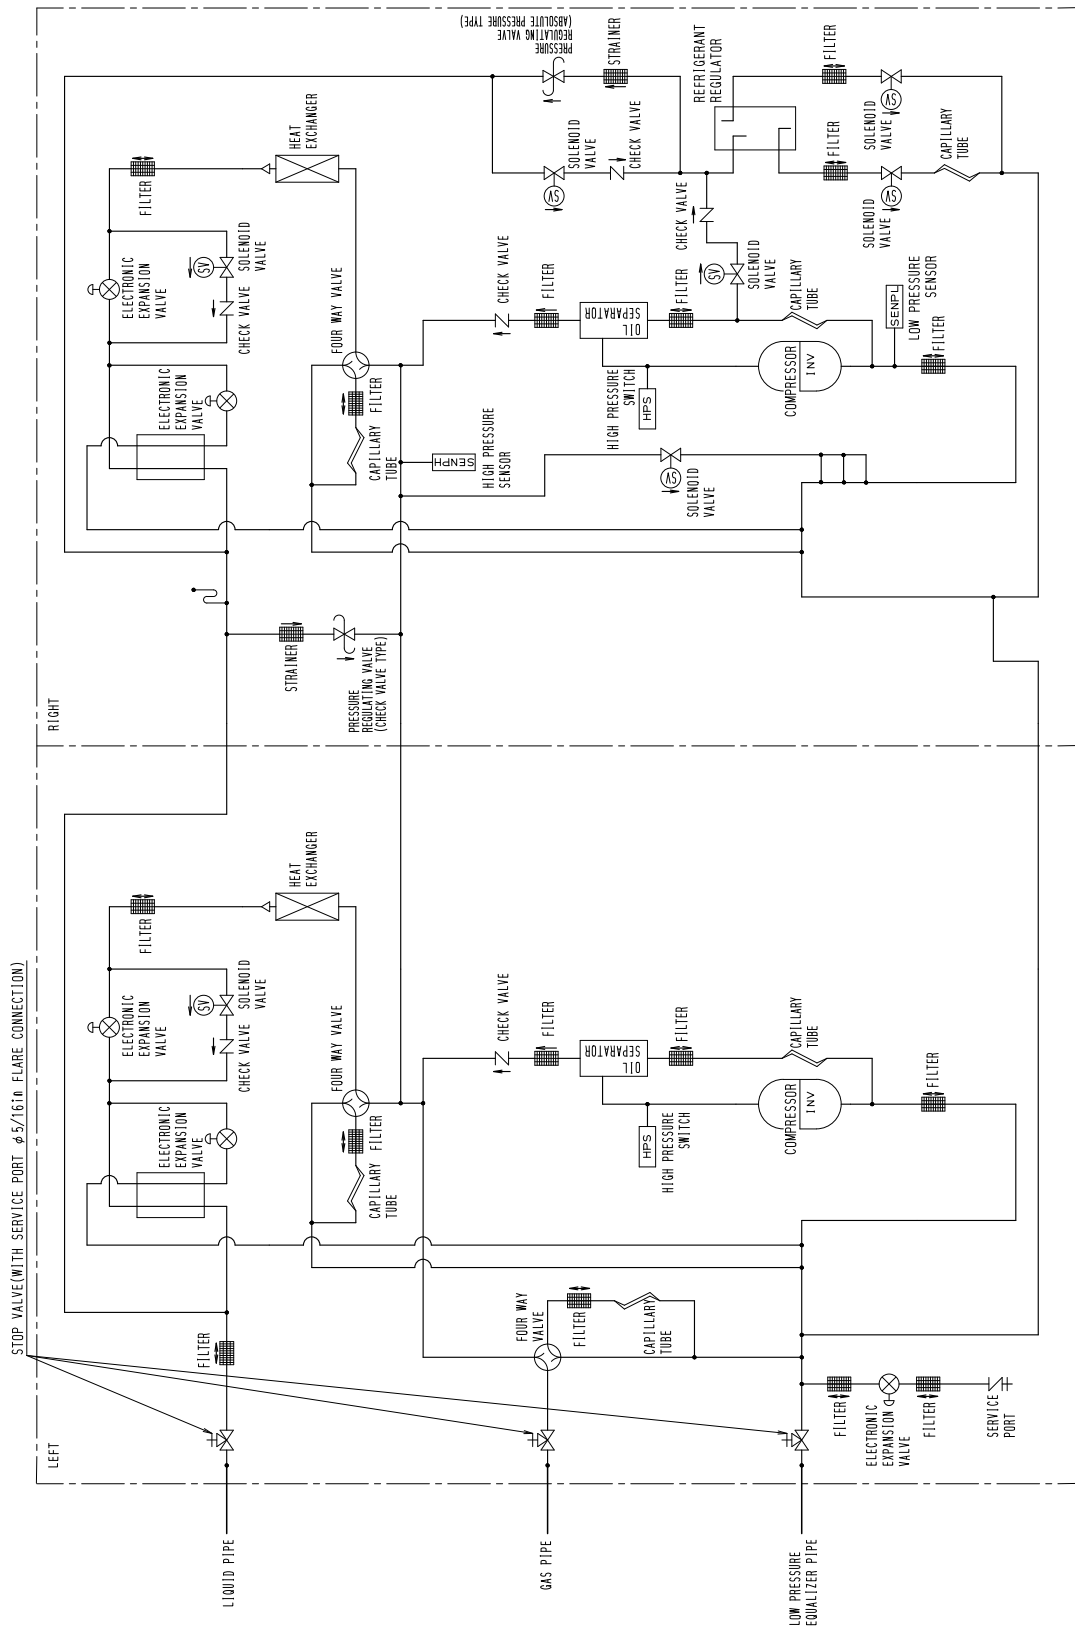 PRESSURE
REGULATING VALVE
(ABSOLUTE PRESSURE TYPE)
STRAINER
REFRIGERANT
REGULATOR
FILTER
SOLENOID
VALVE
SV
HEAT
EXCHANGER
FILTER
SOLENOID
VALVE
SV
CHECK VALVE
FILTER
SOLENOID
VALVE
SV
CAPILLARY
TUBE
CHECK VALVE
ELECTRONIC
EXPANSION
VALVE
SV
SOLENOID
VALVE
CHECK VALVE
FOUR WAY VALVE
CHECK VALVE
FILTER
OIL
SEPARATOR
FILTER
SV
SOLENOID
VALVE
CAPILLARY
TUBE
SENPL
LOW PRESSURE
SENSOR
ELECTRONIC
EXPANSION
VALVE
FILTER
CAPILLARY
TUBE
HIGH PRESSURE
SWITCH
HPS
COMPRESSOR
INV
FILTER
SENPH
HIGH PRESSURE
SENSOR
SV
SOLENOID
VALVE
STRAINER
PRESSURE
REGULATING VALVE
(CHECK VALVE TYPE)
RIGHT
HEAT
EXCHANGER
FILTER
STOP VALVE(WITH SERVICE PORT φ5/16in FLARE CONNECTION)
ELECTRONIC
EXPANSION
VALVE
SV
SOLENOID
VALVE
CHECK VALVE
FOUR WAY VALVE
CHECK VALVE
FILTER
OIL
SEPARATOR
FILTER
CAPILLARY
TUBE
ELECTRONIC
EXPANSION
VALVE
FILTER
CAPILLARY
TUBE
HPS
HIGH PRESSURE
SWITCH
COMPRESSOR
INV
FILTER
FILTER
FOUR WAY
VALVE
FILTER
CAPILLARY
TUBE
LEFT
FILTER
ELECTRONIC
EXPANSION
VALVE
FILTER
SERVICE
PORT
LIQUID PIPE
GAS PIPE
LOW PRESSURE
EQUALIZER PIPE